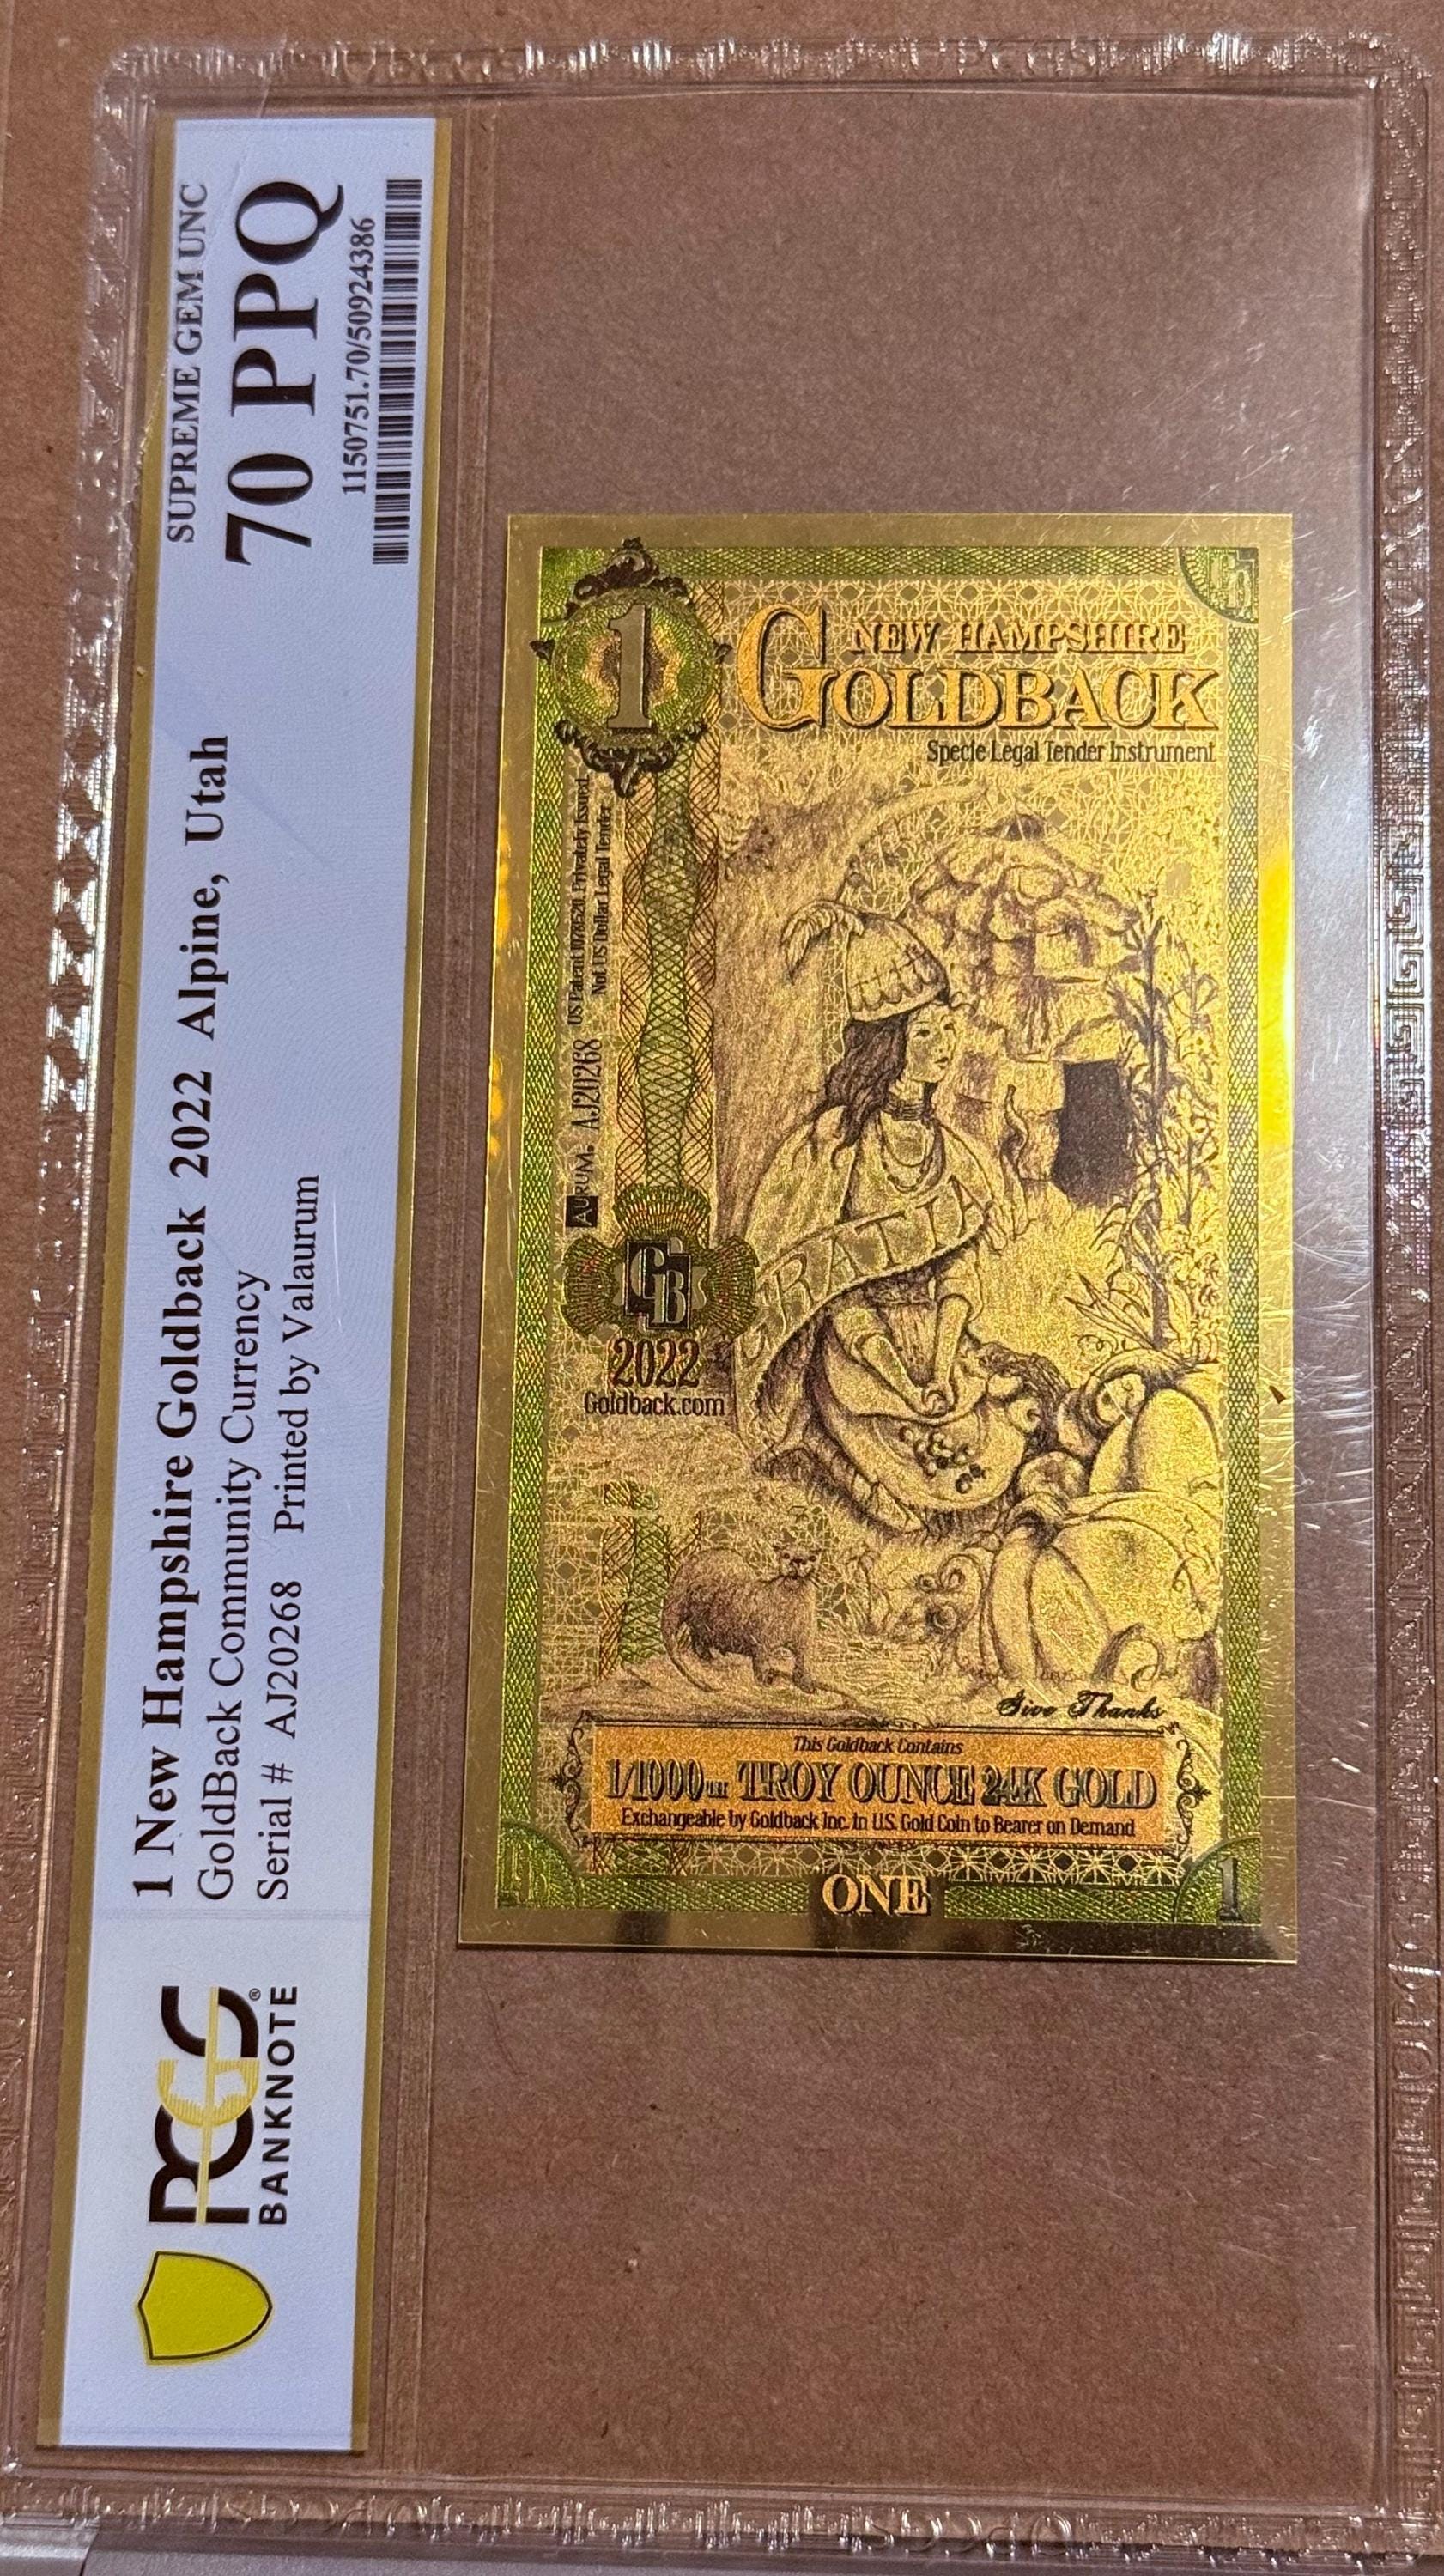 PCGS
BANKNOTE®
1 New Hampshire Goldback 2022 Alpine, Utah
GoldBack Community Currency
Serial # AJ20268 Printed by Valaurum
SUPREME GEM UNC
70 PPQ
1150751.70/50924386
1
NEW HAMPSHIRE
GOLDBACK
Specie Legal Tender Instrument
US Patent 10786520. Privately Issued
Not US Dollar Legal Tender
AURUM. AJ20268
GB
2022
Goldback.com
GRATIA
Give Thanks
This Goldback Contains
1/1000TH TROY OUNCE 24K GOLD
Exchangeable by Goldback Inc. In U.S. Gold Coin to Bearer on Demand
ONE
1